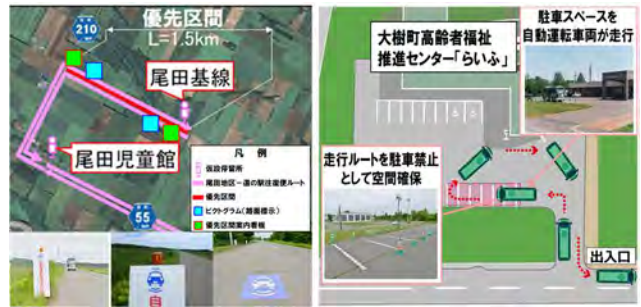 優先区間
L=1.5km
210
尾田基線
尾田児童館
凡 例
仮設停留所
尾田地区－道の駅往復便ルート
優先区間
ピクトグラム(路面標示)
優先区間案内看板
55
自
大樹町高齢者福祉
推進センター「らいふ」
駐車スペースを
自動運転車両が走行
走行ルートを駐車禁止
として空間確保
出入口